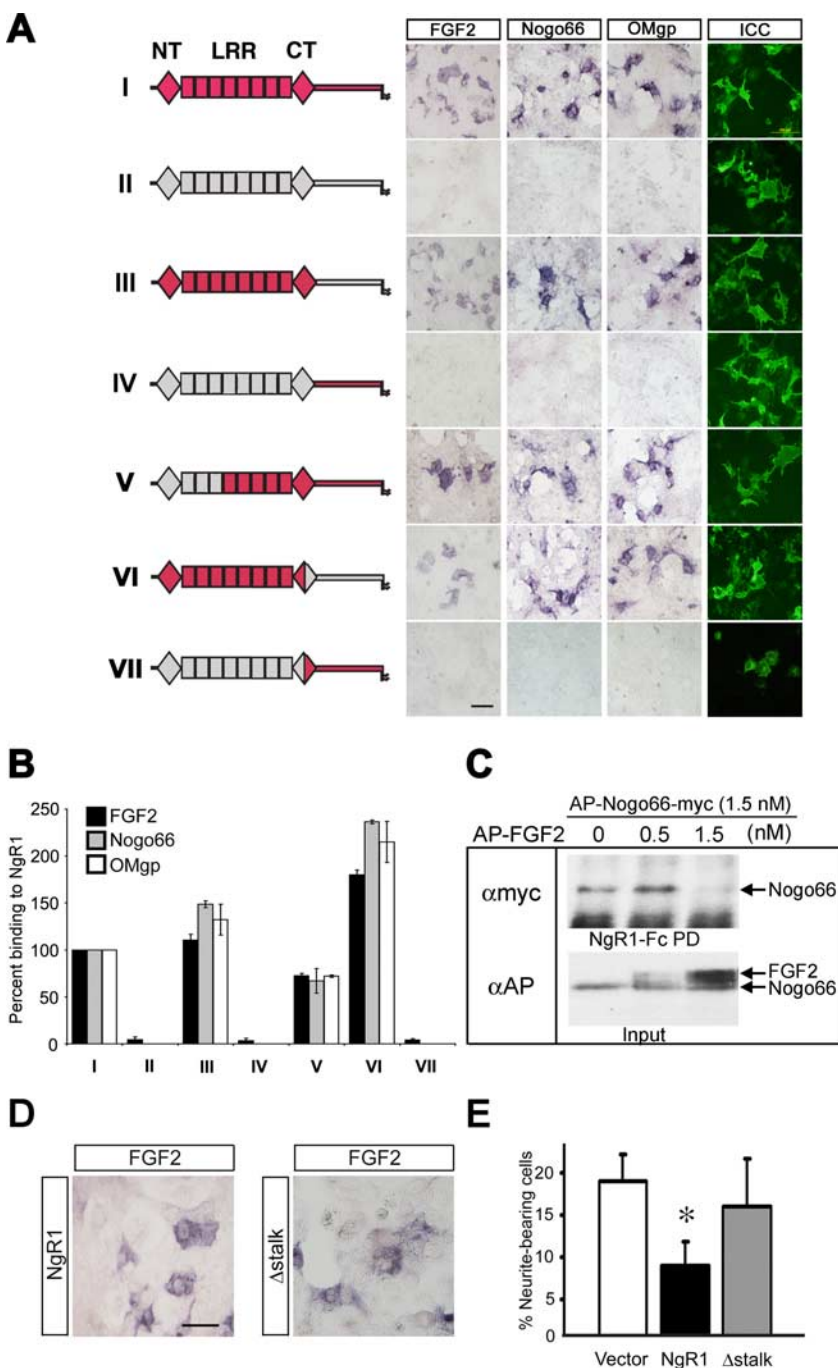 A
NT LRR CT
FGF2 Nogo66 OMgp ICC
I
II
III
IV
V
VI
VII
B
Percent binding to NgR1
250
200
150
100
50
0
FGF2
Nogo66
OMgp
I II III IV V VI VII
C
AP-Nogo66-myc (1.5 nM)
AP-FGF2 0 0.5 1.5 (nM)
αmyc
Nogo66
NgR1-Fc PD
αAP
FGF2
Nogo66
Input
D
FGF2
NgR1
FGF2
Δstalk
E
% Neurite-bearing cells
20
15
10
5
0
*
Vector NgR1 Δstalk